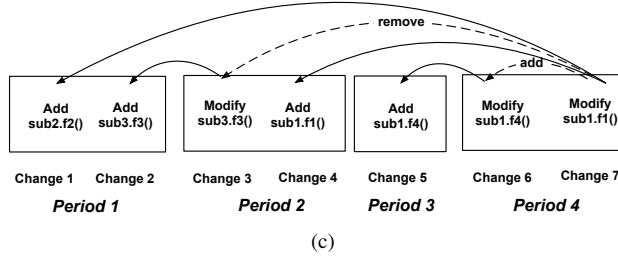 remove
add
Add Add Modify Add Add Modify Modify
sub2.f2() sub3.f3() sub3.f3() sub1.f1() sub1.f4() sub1.f4() sub1.f1()
Change 1 Change 2 Change 3 Change 4 Change 5 Change 6 Change 7
Period 1 Period 2 Period 3 Period 4
(c)